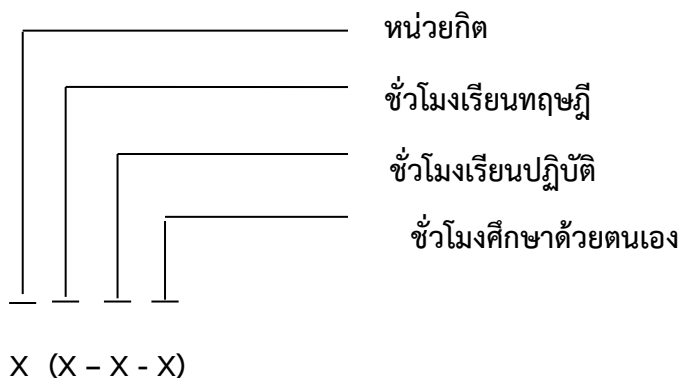 หน่วยกิต
ชั่วโมงเรียนทฤษฎี
ชั่วโมงเรียนปฏิบัติ
ชั่วโมงศึกษาด้วยตนเอง
X (X – X - X)